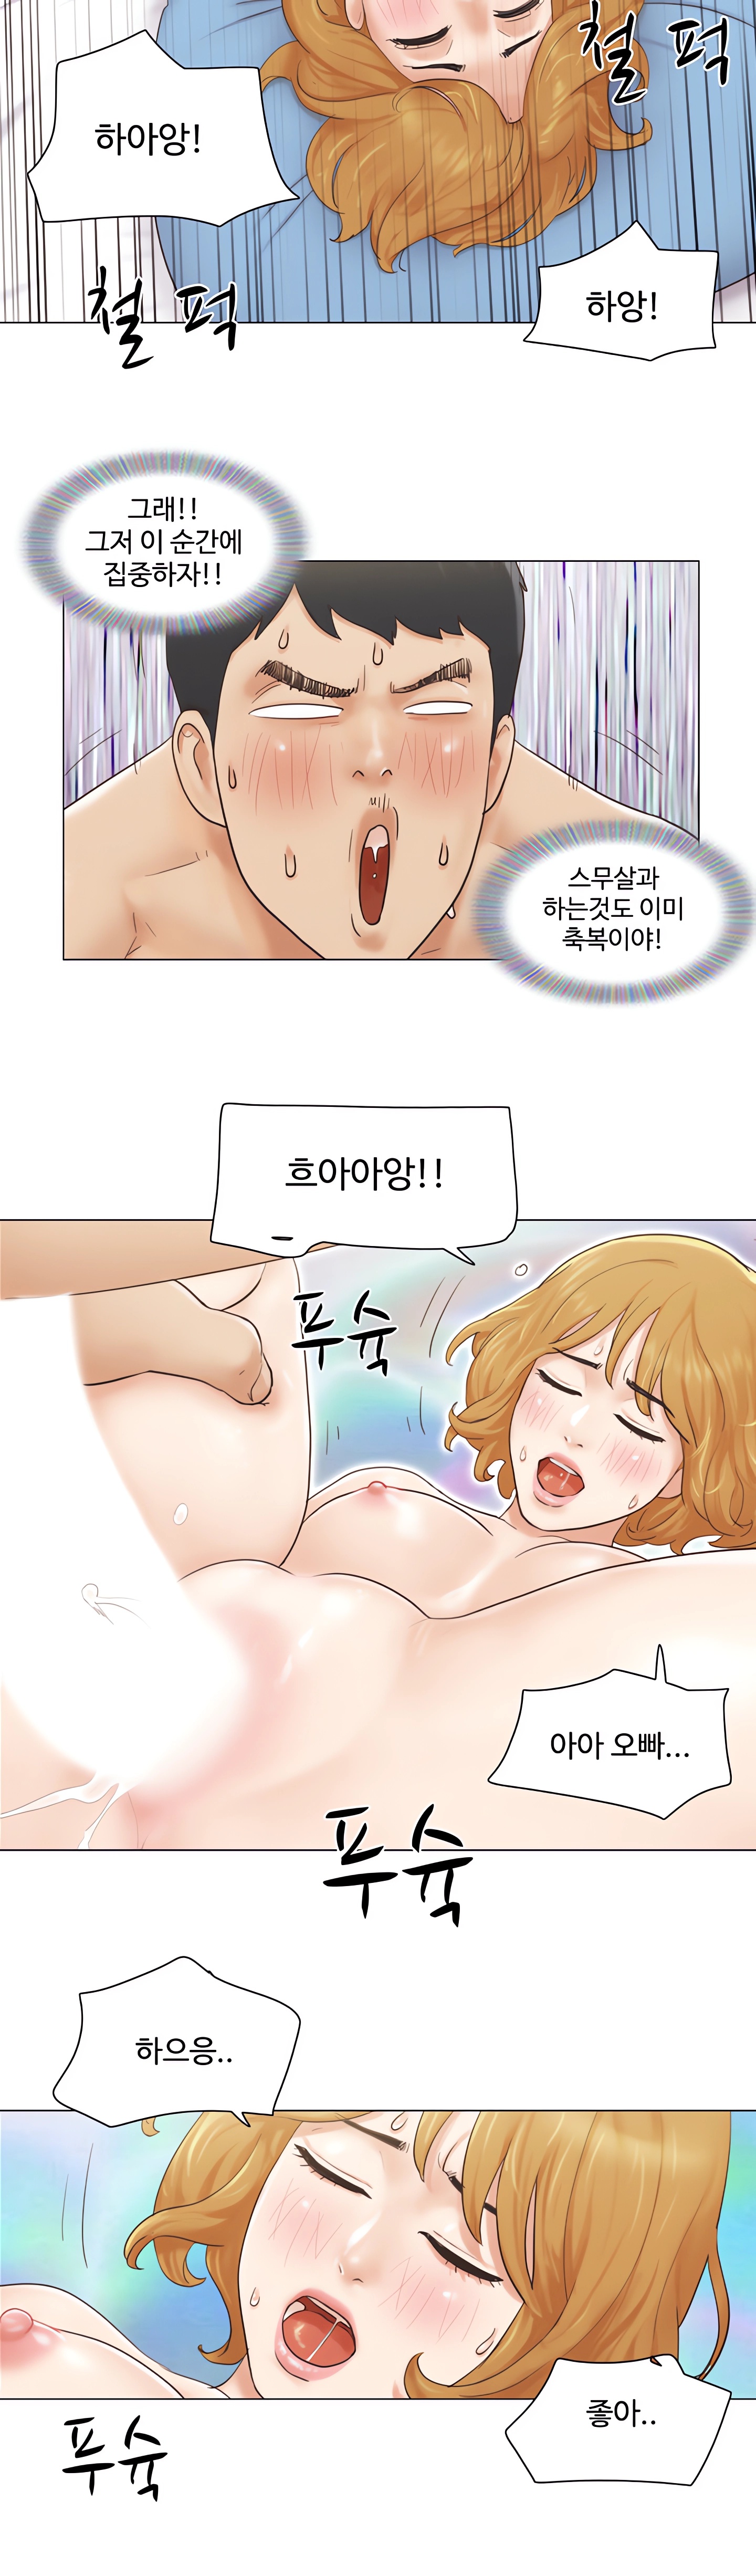 철 퍽
하아앙!
하앙!
철 퍽
그래!!
그저 이 순간에
집중하자!!
스무살과
하는것도 이미
축복이야!
흐아아앙!!
푸슉
아아 오빠...
푸슉
하으응..
좋아..
푸슉